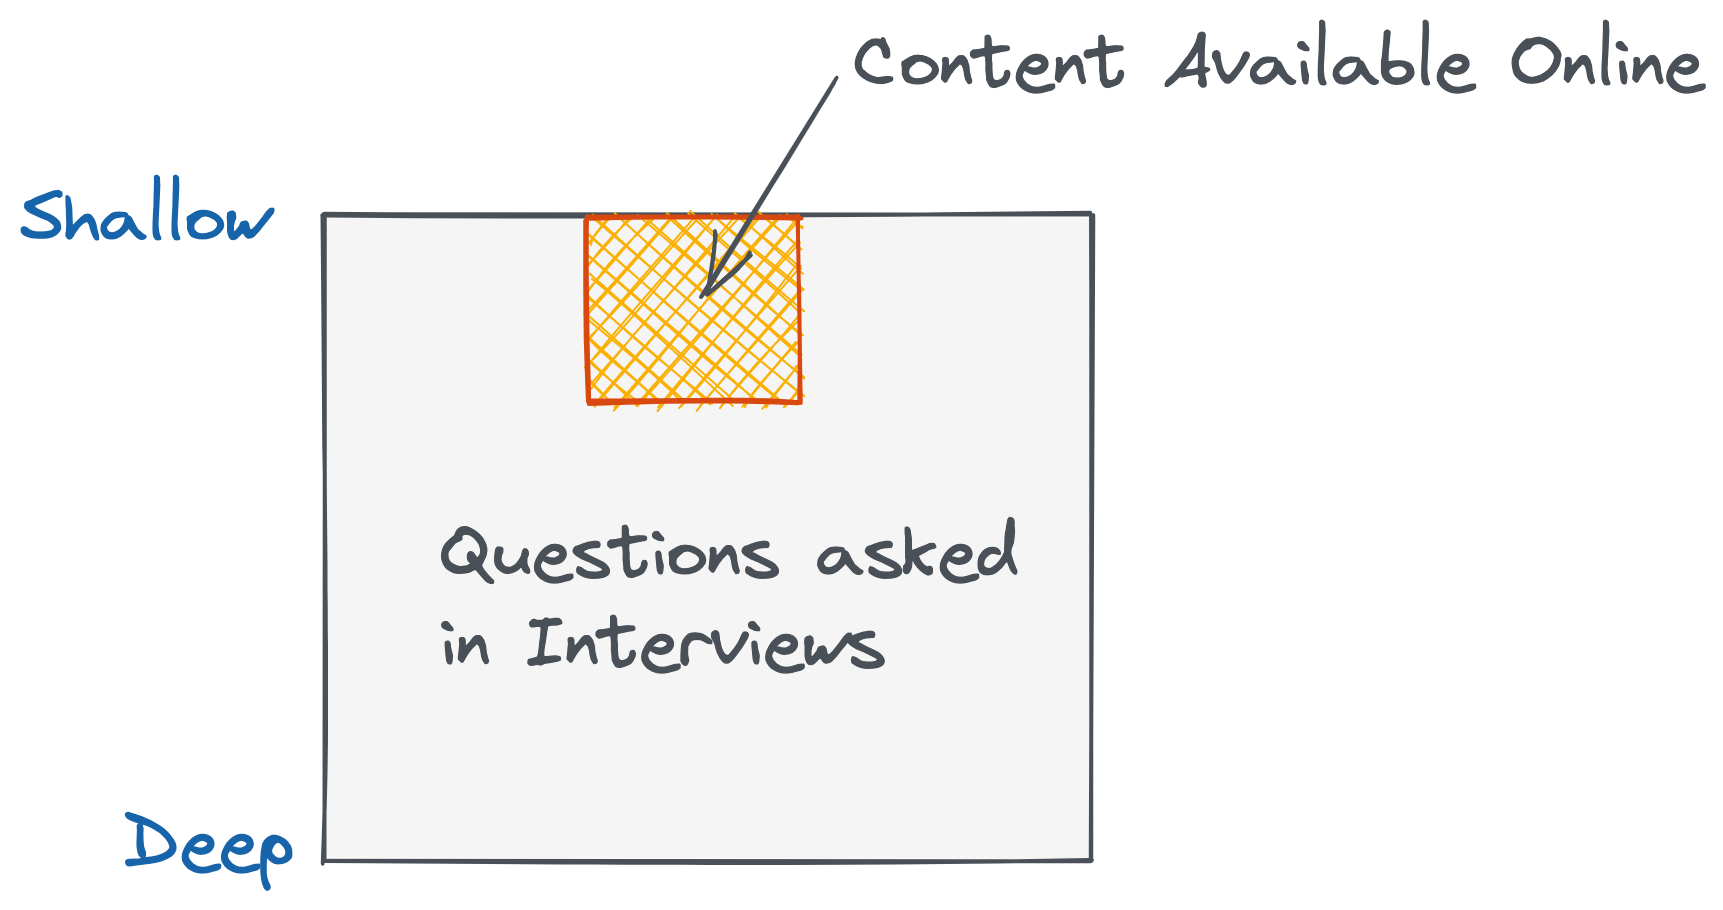 Content Available Online
Shallow
Questions asked
in Interviews
Deep